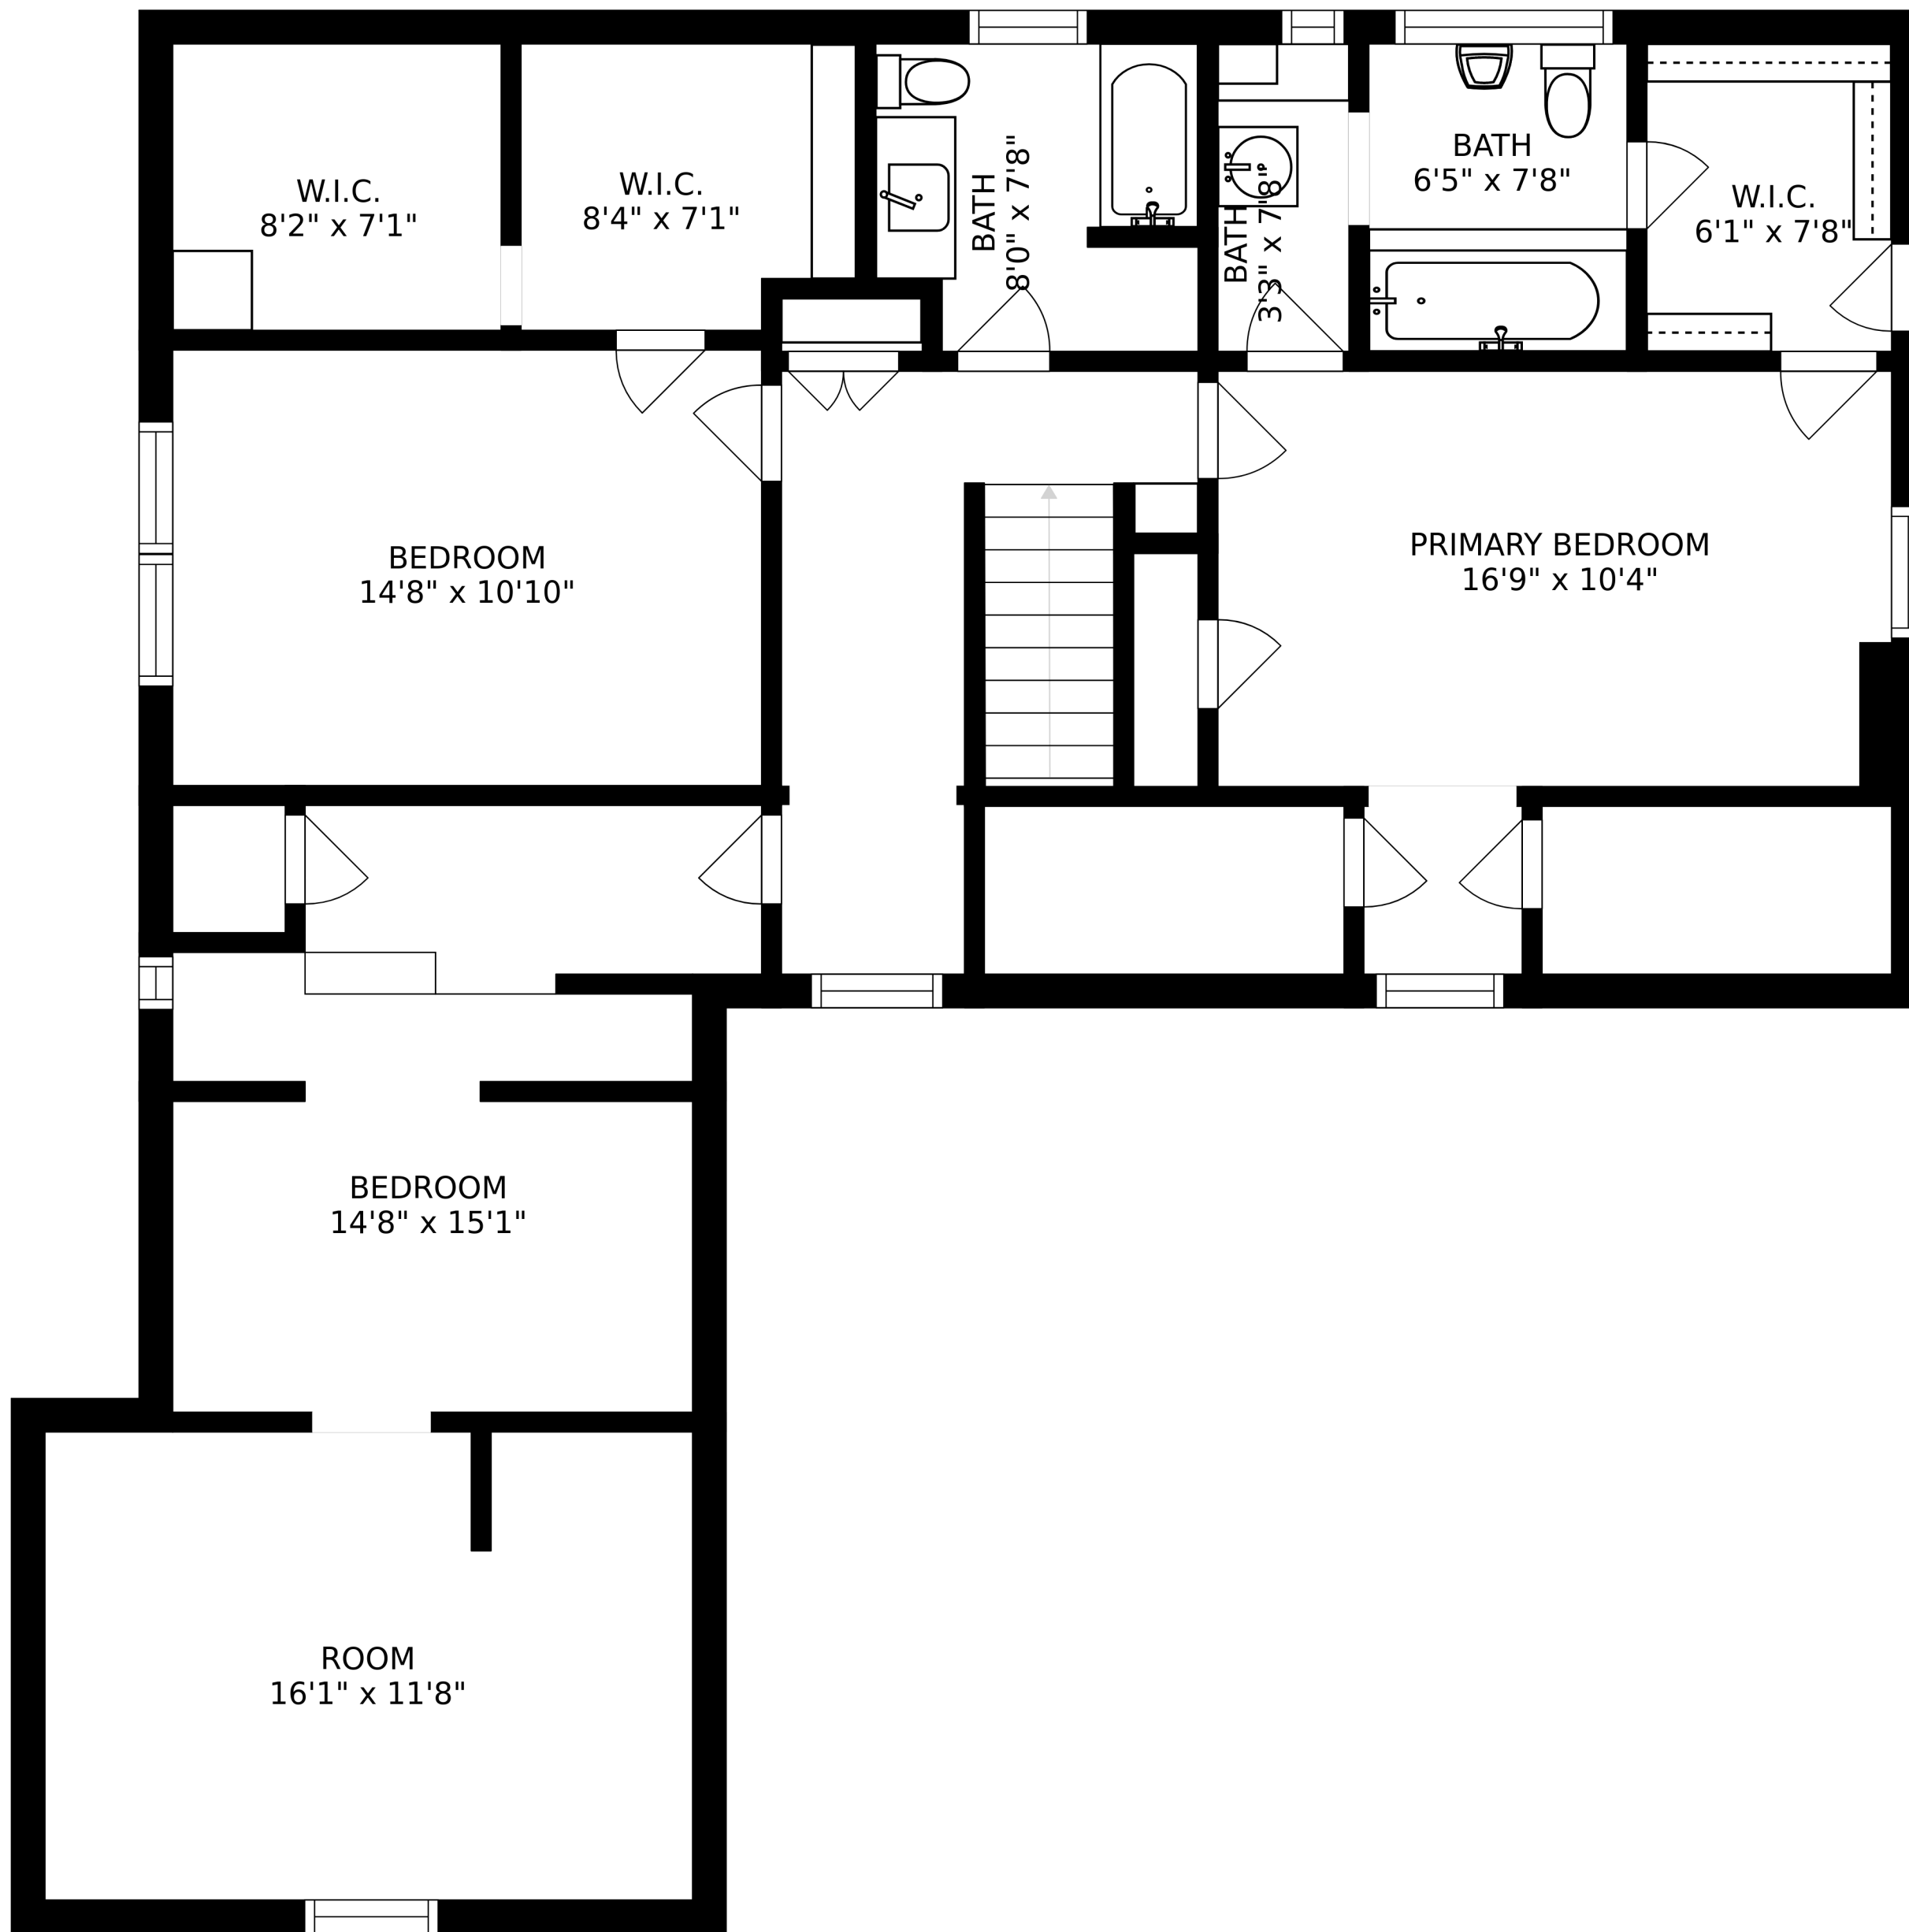 W.I.C.
8'2" x 7'1"
W.I.C.
8'4" x 7'1"
BATH
8'0" x 7'8"
BATH
3'3" x 7'8"
BATH
6'5" x 7'8"
W.I.C.
6'1" x 7'8"
BEDROOM
14'8" x 10'10"
PRIMARY BEDROOM
16'9" x 10'4"
BEDROOM
14'8" x 15'1"
ROOM
16'1" x 11'8"